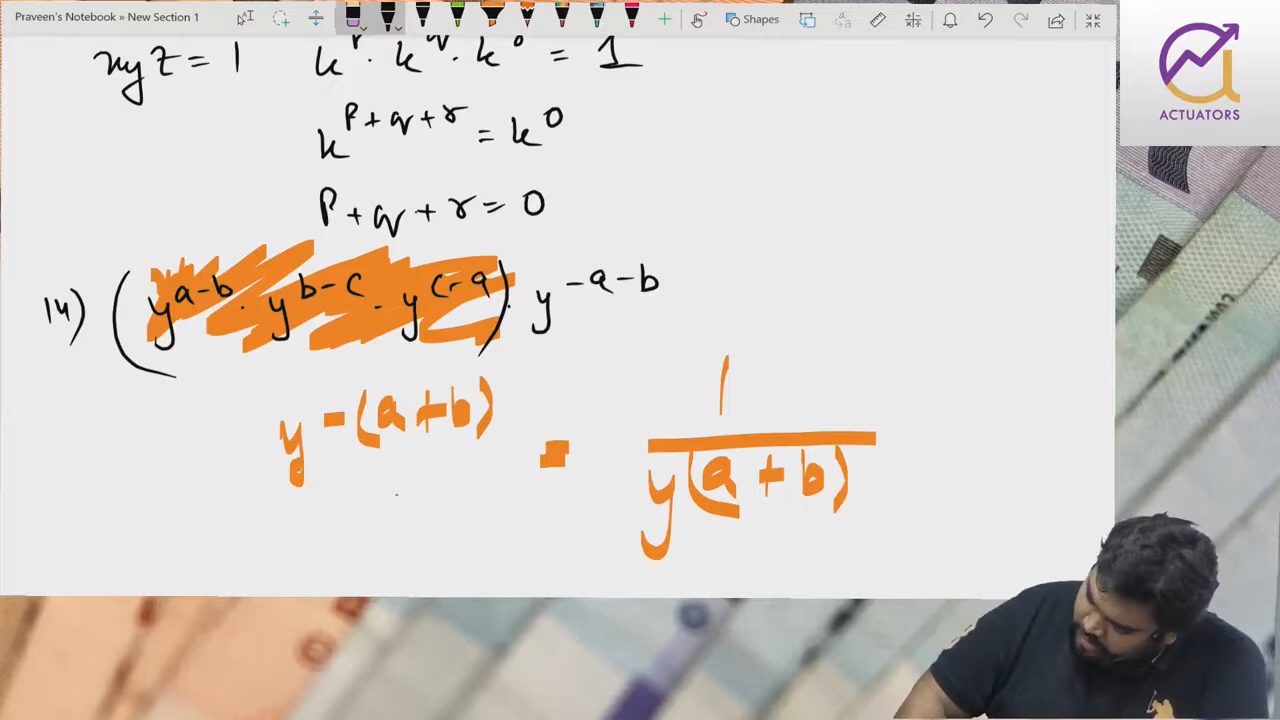 Praveen's Notebook » New Section 1
Shapes
ACTUATORS
xyz = 1 k^p . k^q . k^r = 1
k^p+q+r = k^0
p + q + r = 0
14) (y^a-b . y^b-c . y^c-a) . y^-a-b
y^-(a+b) = 1/y^(a+b)